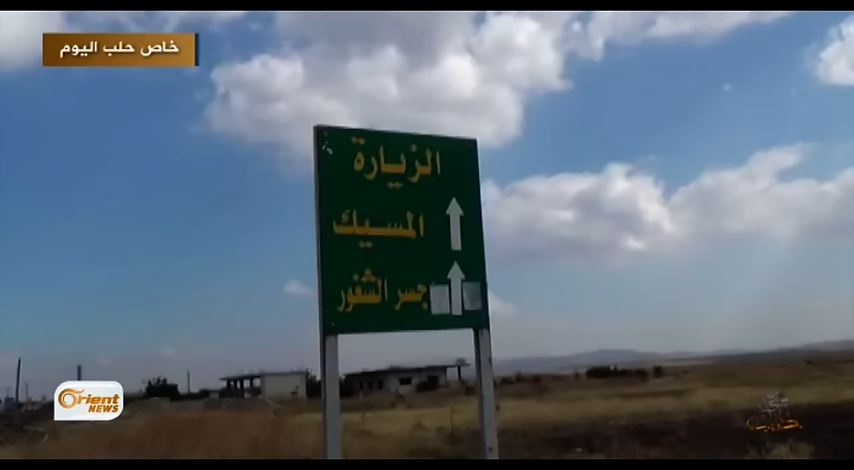 خاص حلب اليوم
الزيارة
المسيك
جسر الشغور
Orient
NEWS